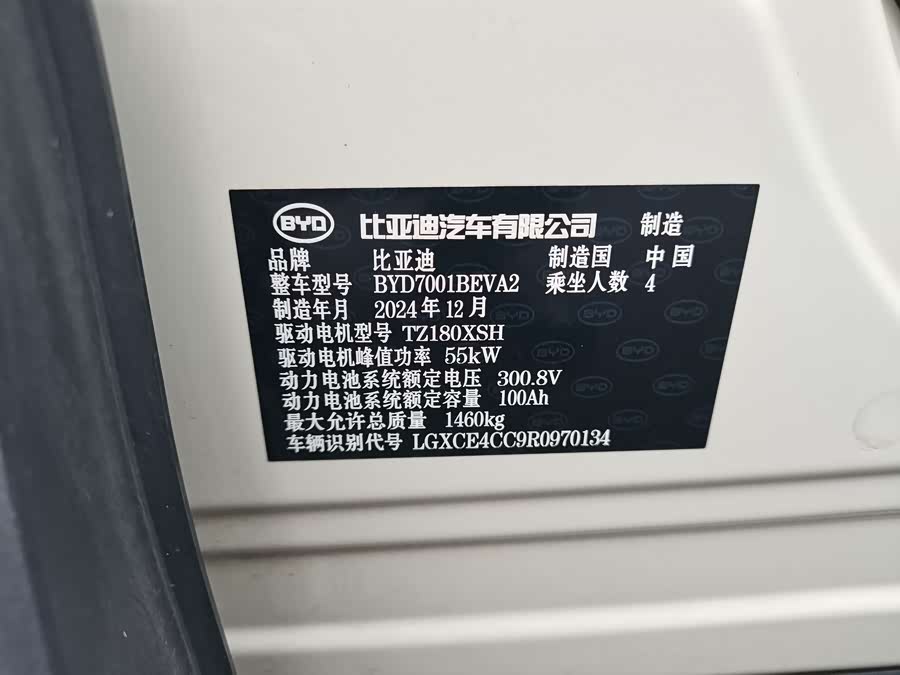 BYD 比亚迪汽车有限公司 制造
品牌 比亚迪 制造国 中国
整车型号 BYD7001BEVA2 乘坐人数 4
制造年月 2024年12月
驱动电机型号 TZ180XSH
驱动电机峰值功率 55kW
动力电池系统额定电压 300.8V
动力电池系统额定容量 100Ah
最大允许总质量 1460kg
车辆识别代号 LGXCE4CC9R0970134